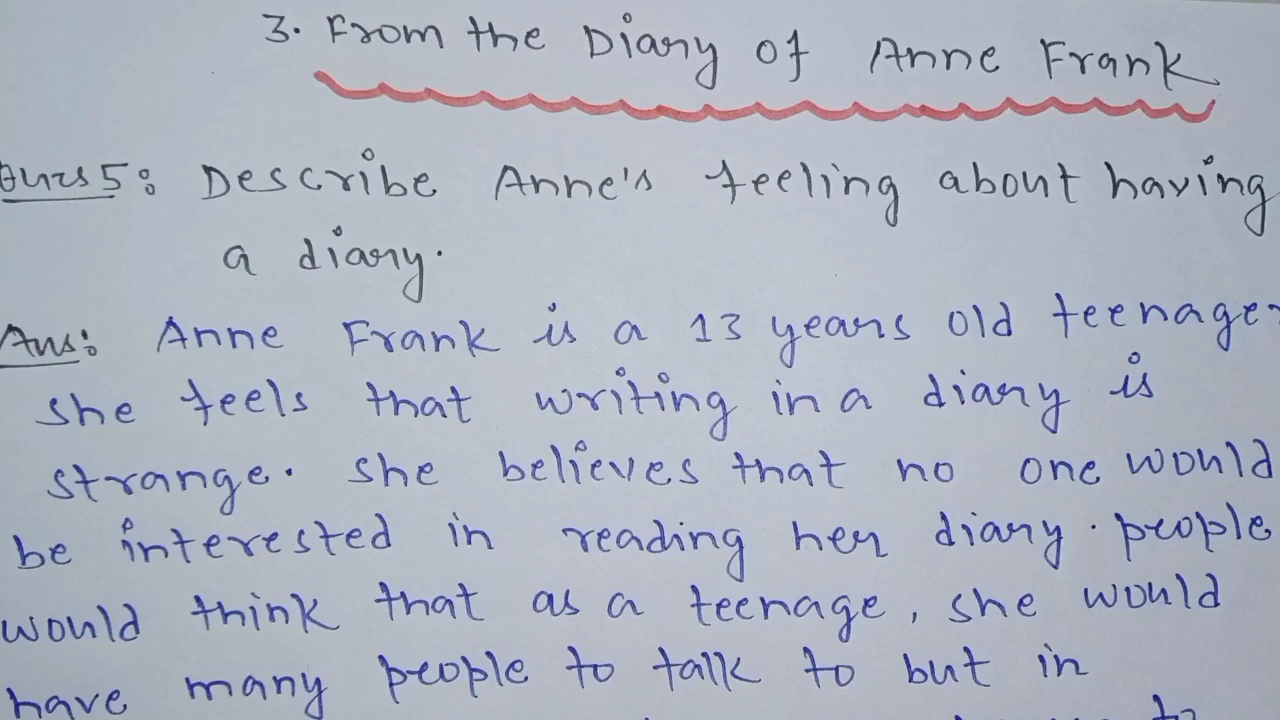 3. From the Diary of Anne Frank
Ques 5: Describe Anne's feeling about having
a diary.
Ans: Anne Frank is a 13 years old teenage
she feels that writing in a diary is
strange. she believes that no one would
be interested in reading her diary. people
would think that as a teenage, she would
have many people to talk to but in
to